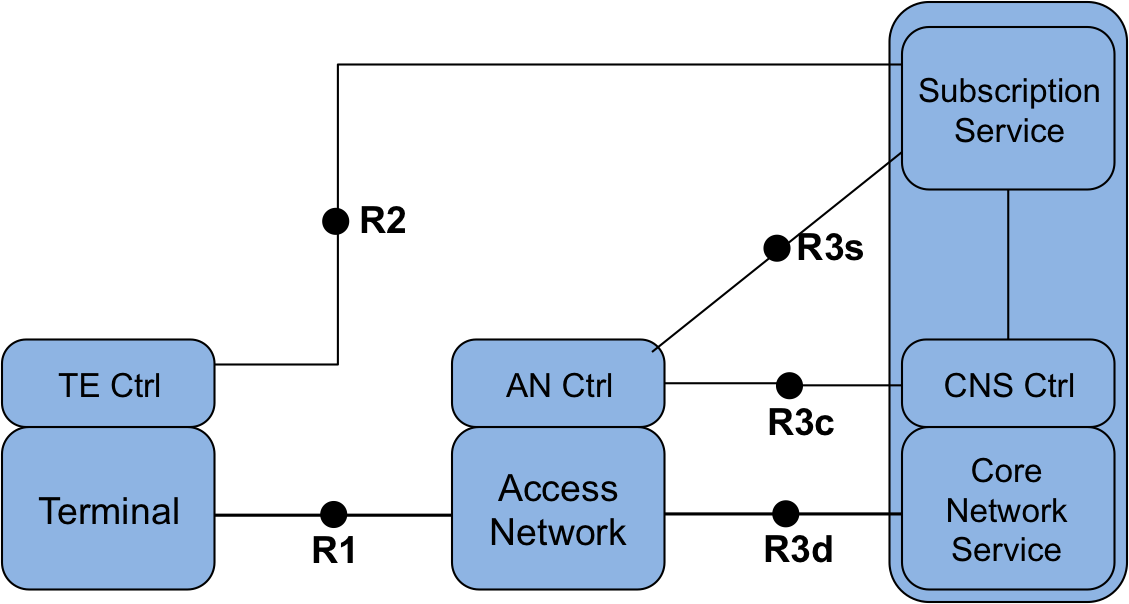 Subscription
Service
R2
R3s
TE Ctrl
AN Ctrl
CNS Ctrl
R3c
Terminal
Access
Network
Core
Network
Service
R1
R3d